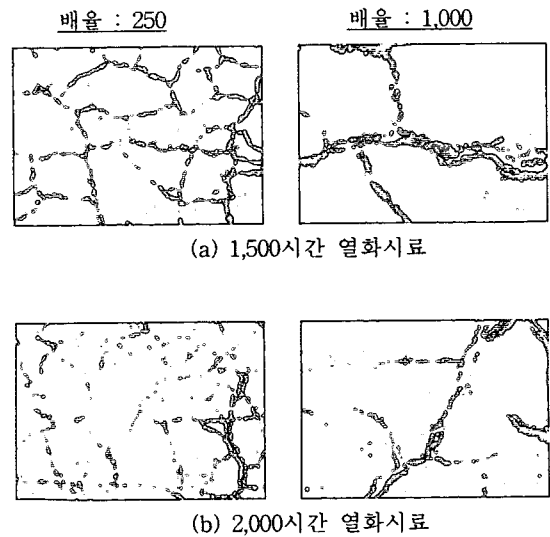 배율 : 250
배율 : 1,000
(a) 1,500시간 열화시료
(b) 2,000시간 열화시료